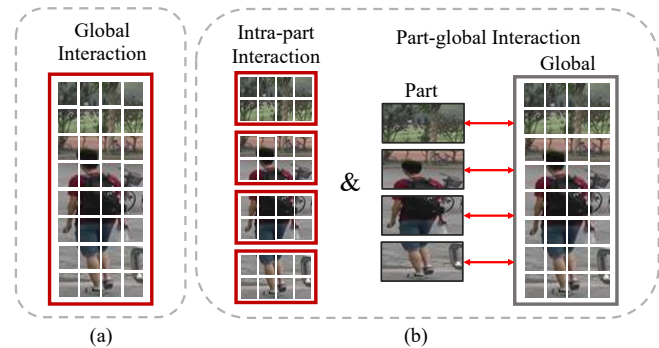 Global
Interaction
Intra-part
Interaction
Part-global Interaction
Global
Part
&
(a)
(b)